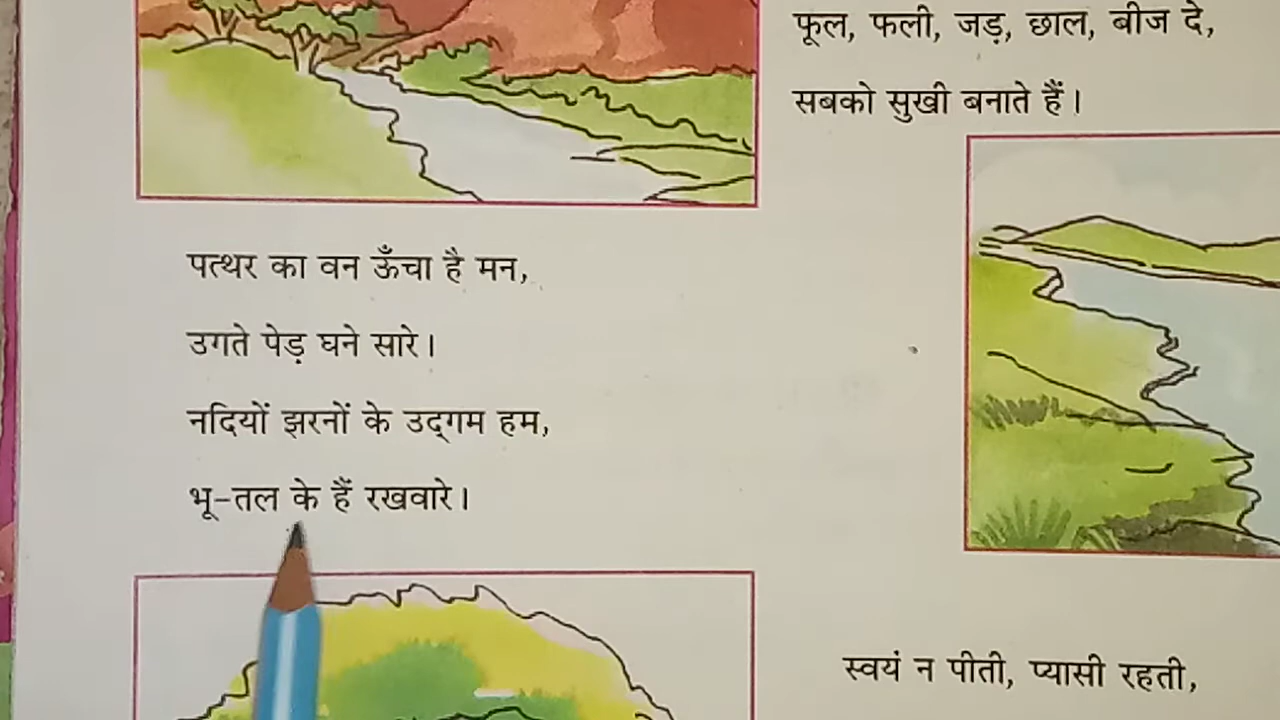 पत्थर का वन ऊँचा है मन,
उगते पेड़ घने सारे।
नदियों झरनों के उद्‌गम हम,
भू-तल के हैं रखवारे।
फूल, फली, जड़, छाल, बीज दे,
सबको सुखी बनाते हैं।
स्वयं न पीती, प्यासी रहती,